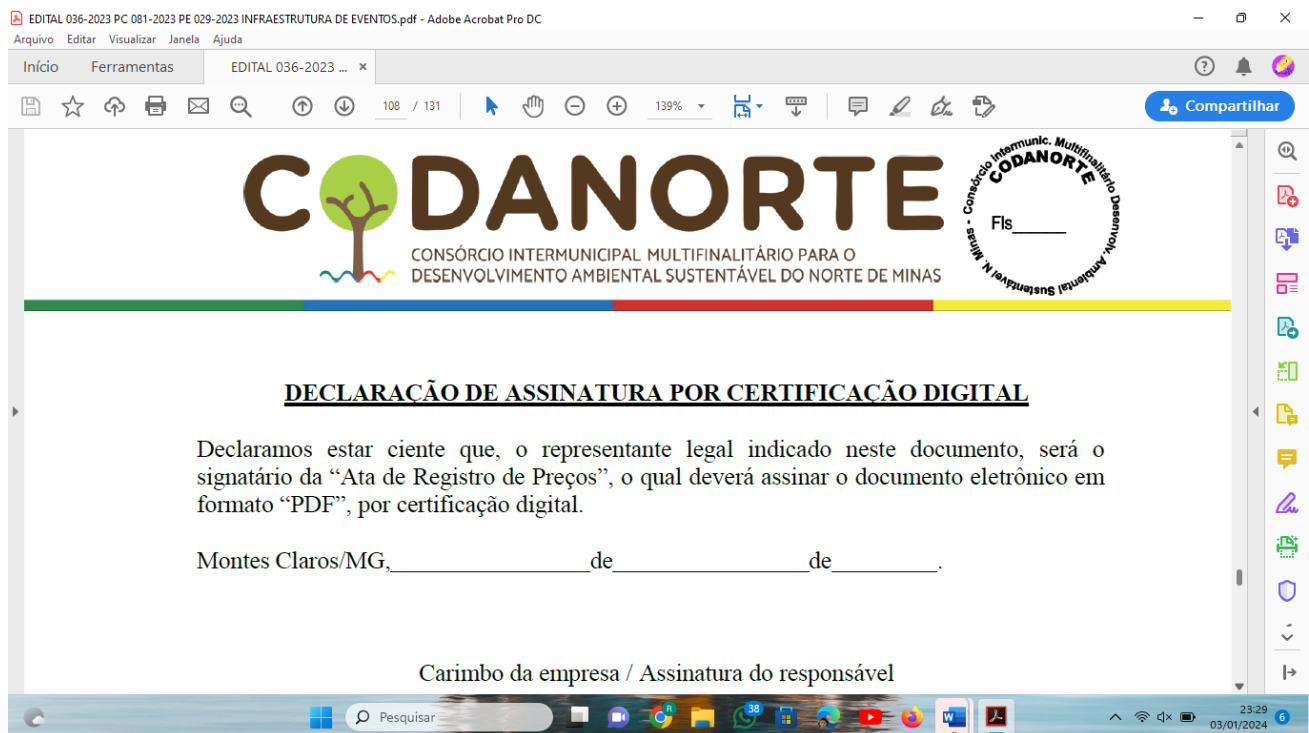 EDITAL 036-2023 PC 081-2023 PE 029-2023 INFRAESTRUTURA DE EVENTOS.pdf - Adobe Acrobat Pro DC
Arquivo Editar Visualizar Janela Ajuda
Início Ferramentas EDITAL 036-2023 ... ×
108 / 131 139% Compartilhar
CODANORTE
CONSÓRCIO INTERMUNICIPAL MULTIFINALITÁRIO PARA O
DESENVOLVIMENTO AMBIENTAL SUSTENTÁVEL DO NORTE DE MINAS
Consórcio Intermunic. Multifinalitário Desenvolv. Ambiental Sustentável N. Minas -
CODANORTE
Fls______
DECLARAÇÃO DE ASSINATURA POR CERTIFICAÇÃO DIGITAL
Declaramos estar ciente que, o representante legal indicado neste documento, será o
signatário da “Ata de Registro de Preços”, o qual deverá assinar o documento eletrônico em
formato “PDF”, por certificação digital.
Montes Claros/MG,_________________de_________________de_________.
Carimbo da empresa / Assinatura do responsável
Pesquisar
38
23:29
03/01/2024
6